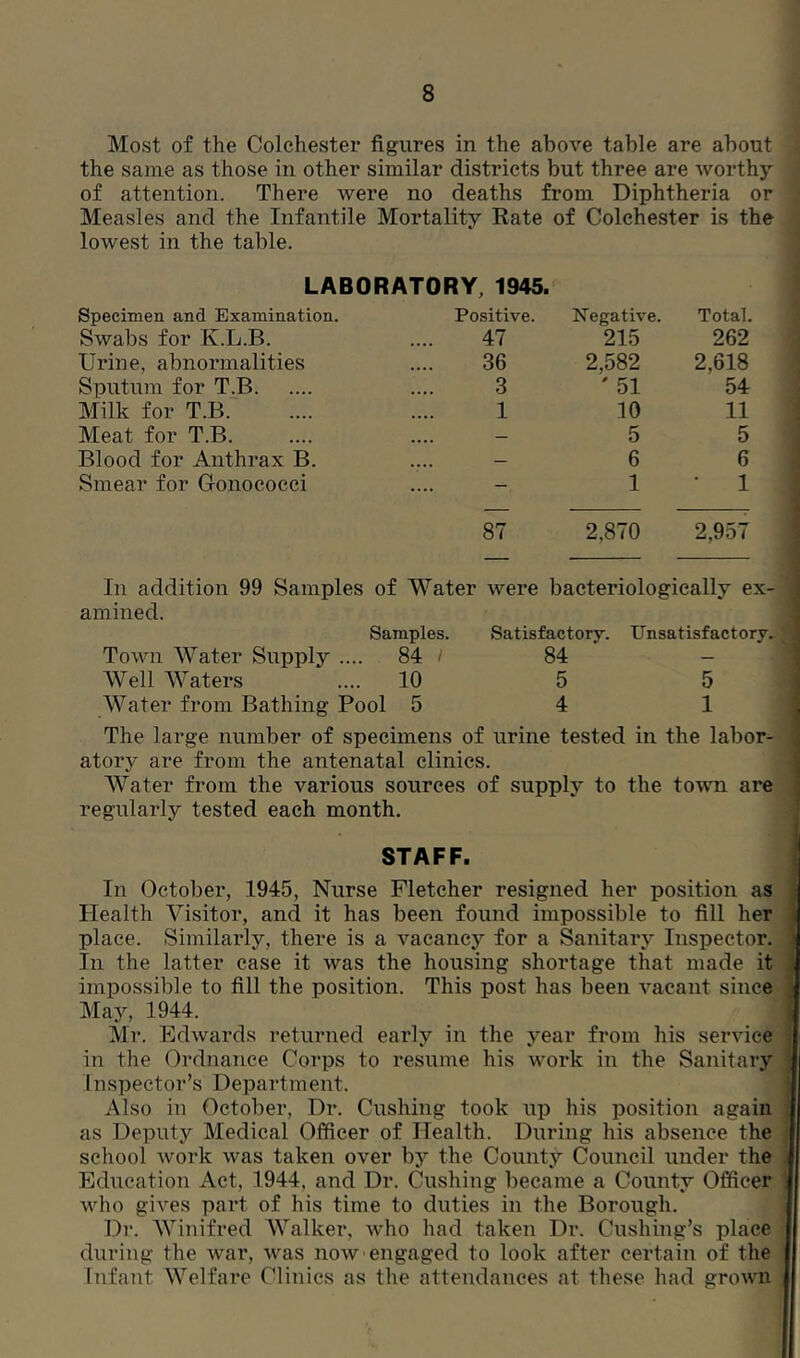 8
Most of the Colchester figures in the above table are about
the same as those in other similar districts but three are worthy
of attention. There were no deaths from Diphtheria or
Measles and the Infantile Mortality Rate of Colchester is the
lowest in the table.
LABORATORY, 1945.
Specimen and Examination. Positive. Negative. Total.
Swabs for K.L.B. .... 47 215 262
Urine, abnormalities .... 36 2,582 2,618
Sputum for T.B. .... .... 3 ' 51 54
Milk for T.B. .... .... 1 10 11
Meat for T.B. .... .... – 5 5
Blood for Anthrax B. .... – 6 6
Smear for Gonococci .... – 1 1
87 2,870 2,957
In addition 99 Samples of Water were bacteriologically ex-
amined.
Samples. Satisfactory. Unsatisfactory.
Town Water Supply .... 84 84 –
Well Waters .... 10 5 5
Water from Bathing Pool 5 4 1
The large number of specimens of urine tested in the labor-
atory are from the antenatal clinics.
Water from the various sources of supply to the town are
regularly tested each month.
STAFF.
In October, 1945, Nurse Fletcher resigned her position as
Health Visitor, and it has been found impossible to fill her
place. Similarly, there is a vacancy for a Sanitary Inspector.
In the latter case it was the housing shortage that made it
impossible to fill the position. This post has been vacant since
May, 1944.
Mr. Edwards returned early in the year from his service
in the Ordnance Corps to resume his work in the Sanitary
Inspector's Department.
Also in October, Dr. Cushing took up his position again
as Deputy Medical Officer of Health. During his absence the
school work was taken over by the County Council under the
Education Act, 1944, and Dr. Cushing became a County Officer
who gives part of his time to duties in the Borough.
Dr. Winifred Walker, who had taken Dr. Cushing's place
during the war, was now engaged to look after certain of the
Infant Welfare Clinics as the attendances at these had grown